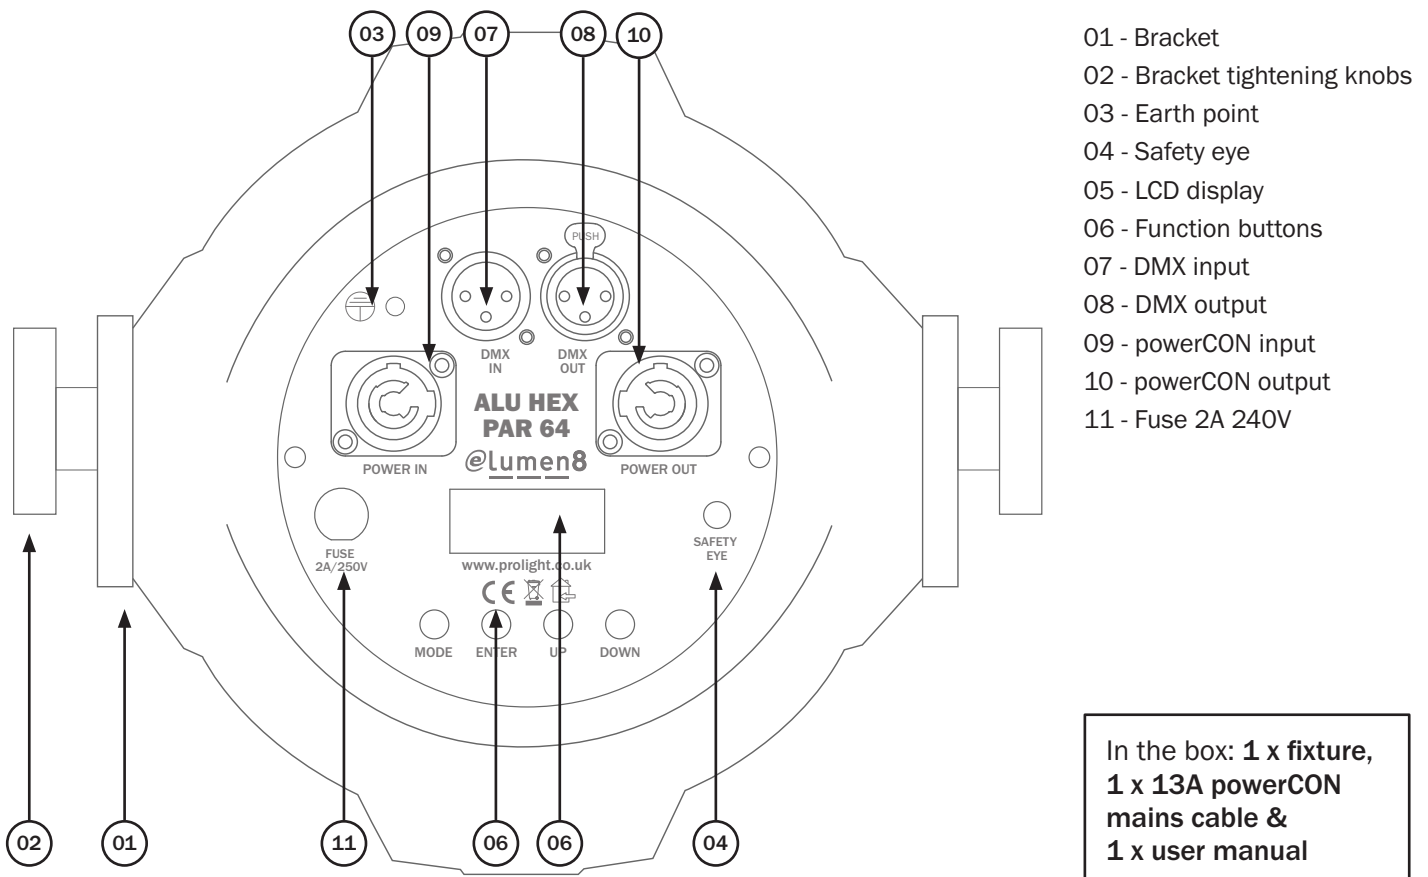 03
09
07
08
10
01 - Bracket
02 - Bracket tightening knobs
03 - Earth point
04 - Safety eye
05 - LCD display
06 - Function buttons
07 - DMX input
08 - DMX output
09 - powerCON input
10 - powerCON output
11 - Fuse 2A 240V
PUSH
DMX
IN
DMX
OUT
ALU HEX
PAR 64
eLumen8
POWER IN
POWER OUT
FUSE
2A/250V
SAFETY
EYE
www.prolight.co.uk
CE
MODE
ENTER
UP
DOWN
02
01
11
06
06
04
In the box: 1 x fixture,
1 x 13A powerCON
mains cable &
1 x user manual